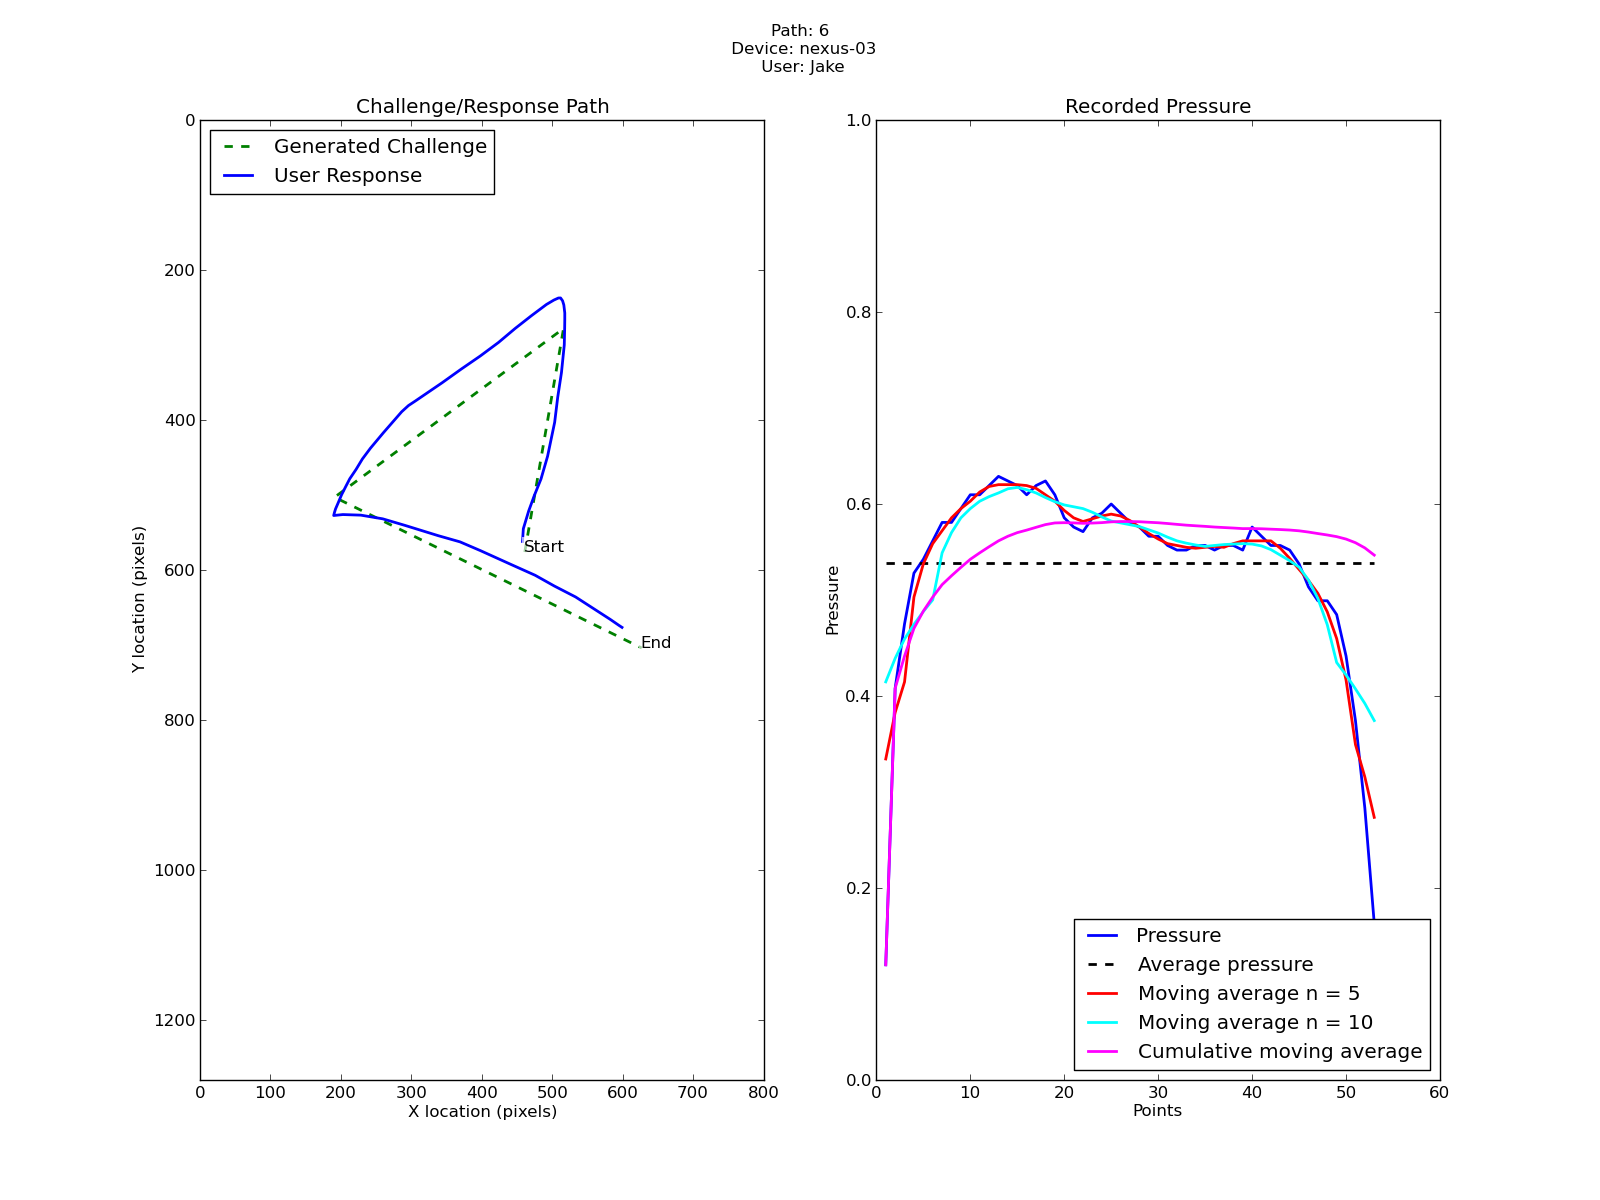 Path: 6
Device: nexus-03
User: Jake
Challenge/Response Path
Generated Challenge
User Response
Start
End
0
200
400
600
800
1000
1200
Y location (pixels)
0 100 200 300 400 500 600 700 800
X location (pixels)
Recorded Pressure
1.0
0.8
0.6
0.4
0.2
0.0
Pressure
Pressure
Average pressure
Moving average n = 5
Moving average n = 10
Cumulative moving average
0 10 20 30 40 50 60
Points